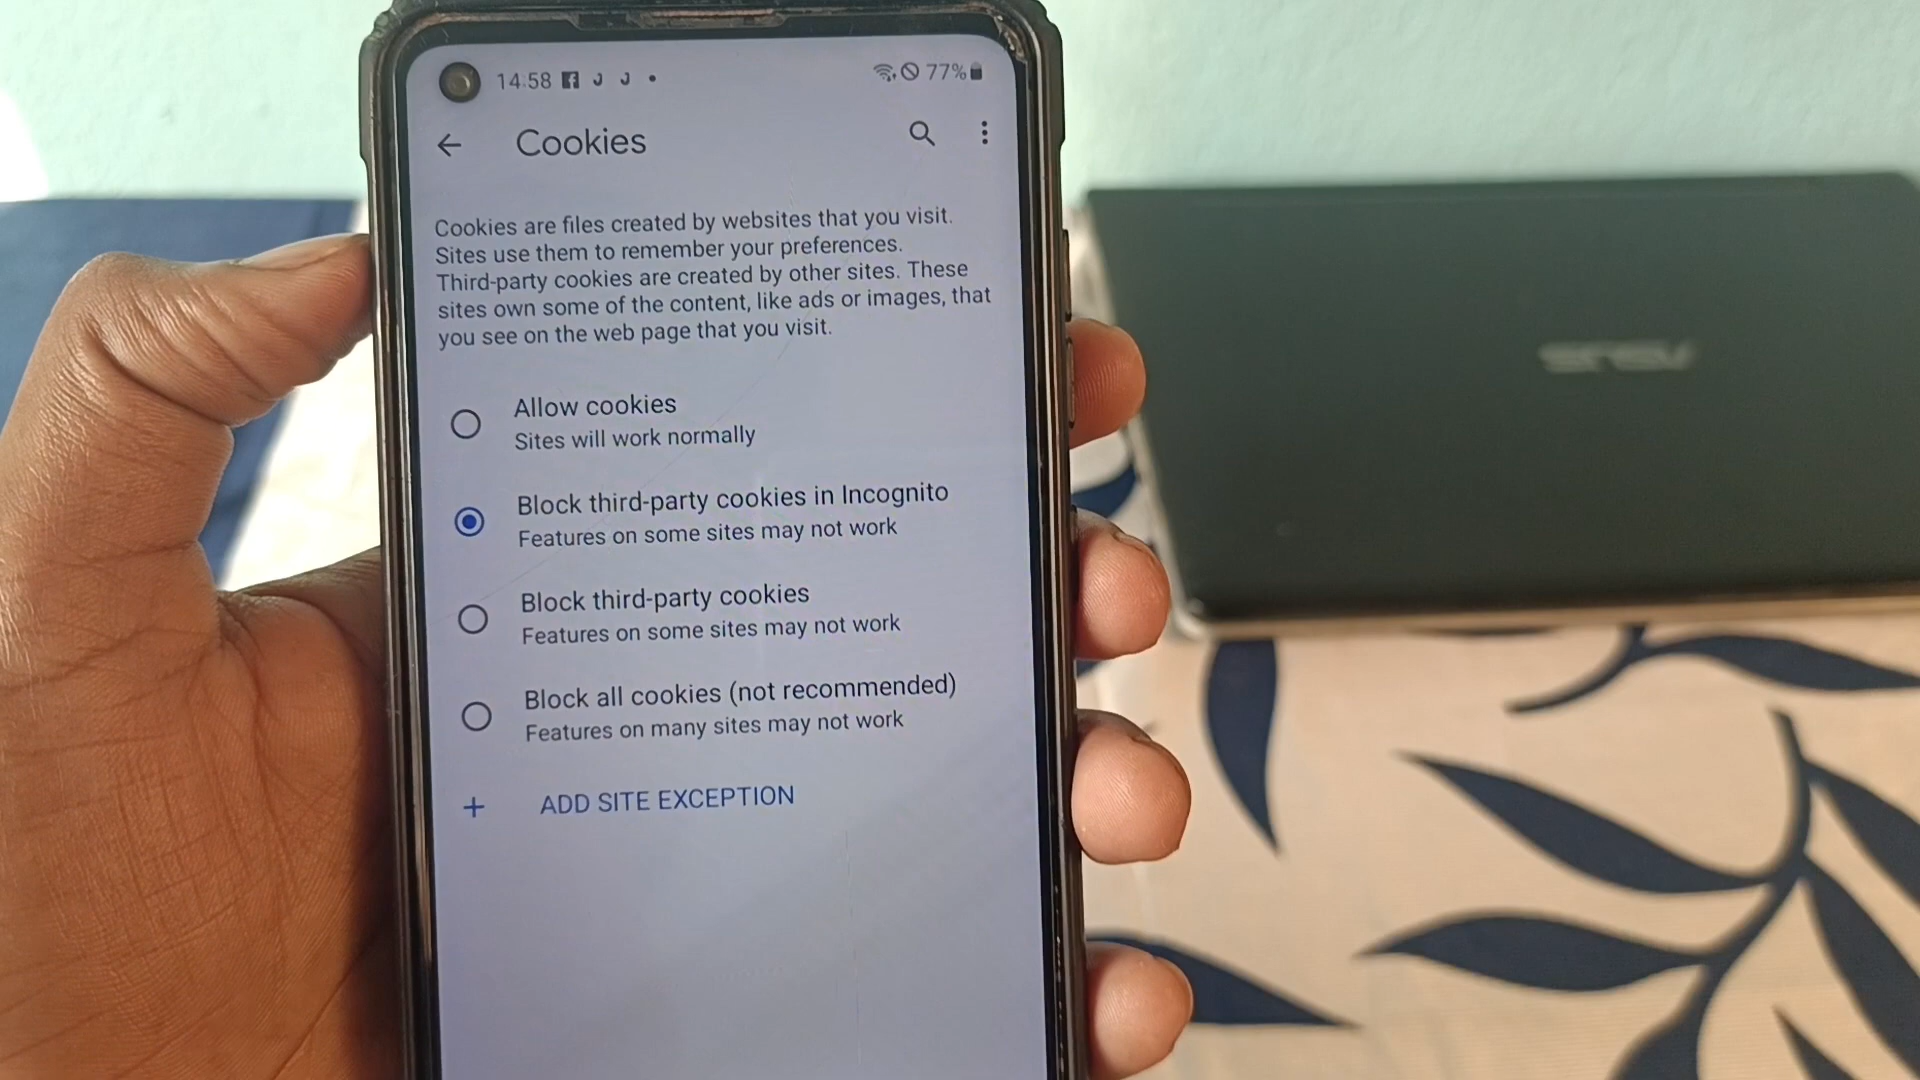 14:58
77%
Cookies
Cookies are files created by websites that you visit.
Sites use them to remember your preferences.
Third-party cookies are created by other sites. These
sites own some of the content, like ads or images, that
you see on the web page that you visit.
Allow cookies
Sites will work normally
Block third-party cookies in Incognito
Features on some sites may not work
Block third-party cookies
Features on some sites may not work
Block all cookies (not recommended)
Features on many sites may not work
+ ADD SITE EXCEPTION
ASUS